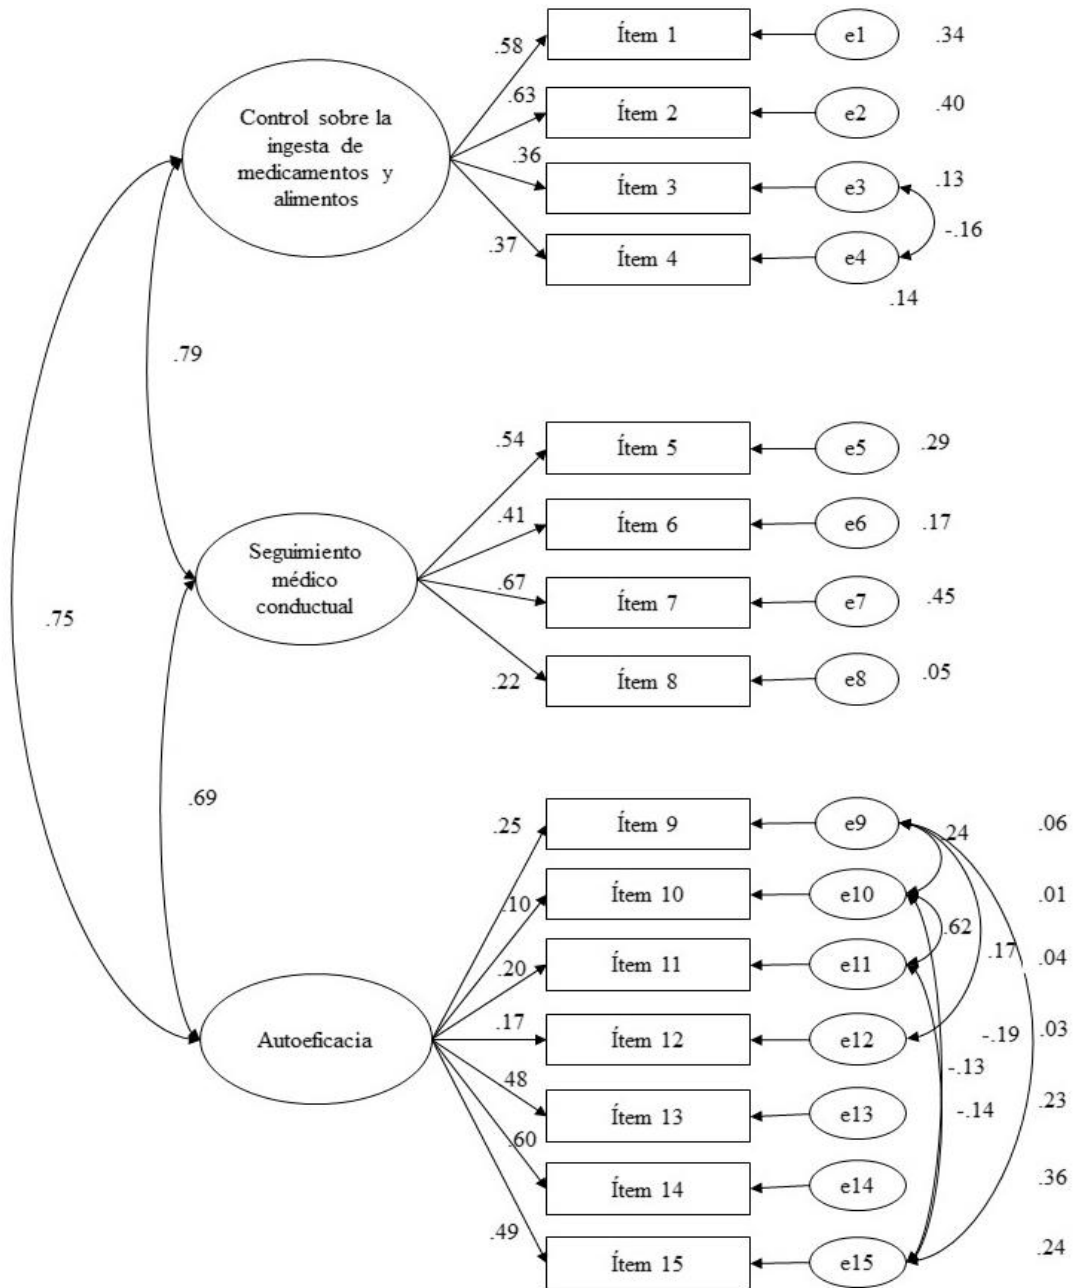 .58
Ítem 1
e1
.34
Control sobre la
ingesta de
medicamentos y
alimentos
.63
Ítem 2
e2
.40
.36
Ítem 3
e3
.13
-.16
.37
Ítem 4
e4
.14
.79
.54
Ítem 5
e5
.29
.41
Ítem 6
e6
.17
Seguimiento
médico
conductual
.67
Ítem 7
e7
.45
.22
Ítem 8
e8
.05
.75
.69
.25
Ítem 9
e9
.24
.06
.10
Ítem 10
e10
.01
.62
.20
Ítem 11
e11
.17
.04
Autoeficacia
.17
Ítem 12
e12
-.19
.03
-.13
48
Ítem 13
e13
-.14
.23
.60
Ítem 14
e14
.36
.49
Ítem 15
e15
.24